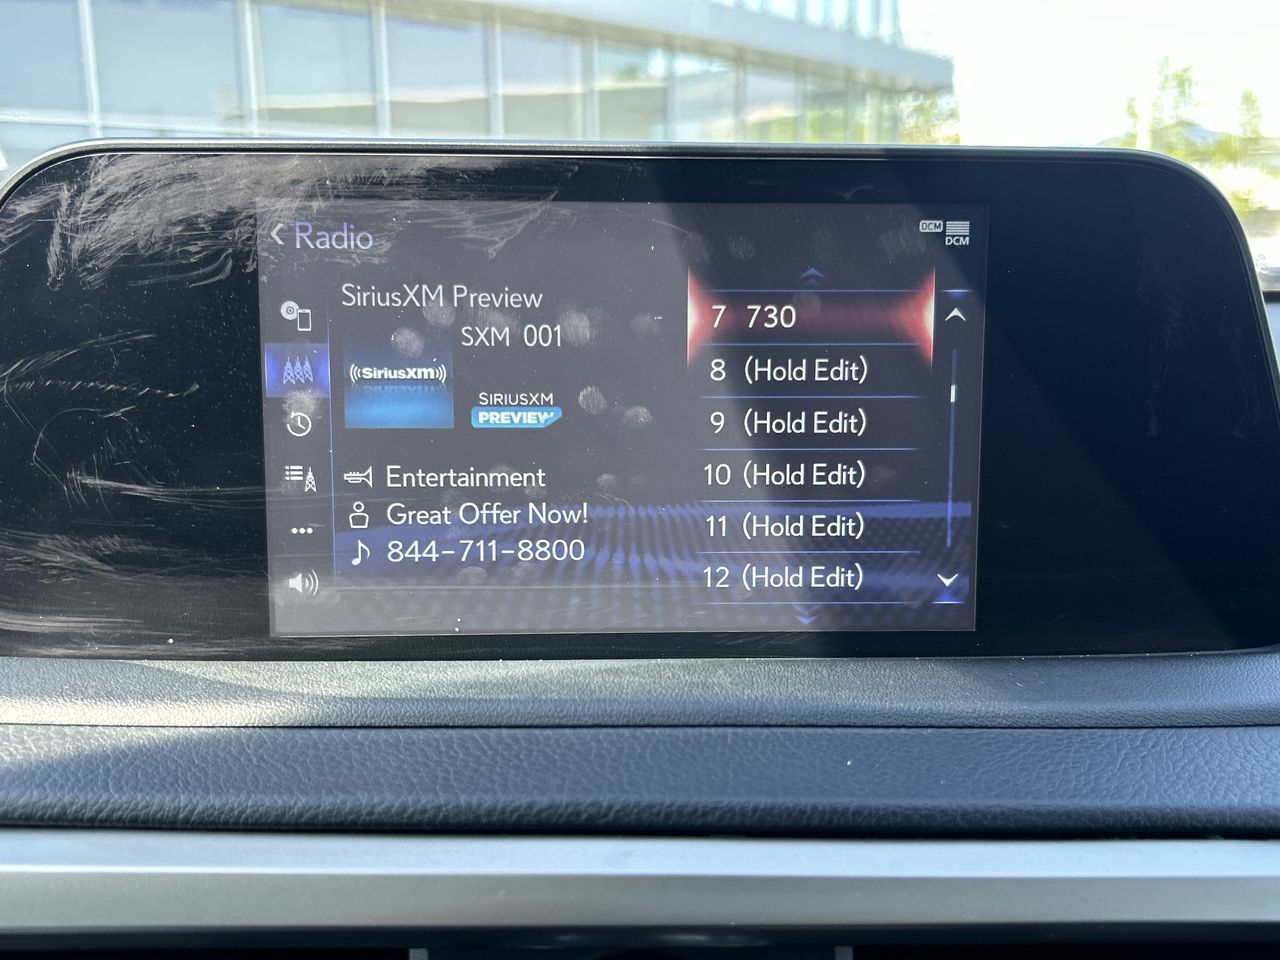 Radio
DCM
DCM
SiriusXM Preview
SXM 001
((SiriusXM))
SIRIUSXM
PREVIEW
Entertainment
Great Offer Now!
844-711-8800
7 730
8 (Hold Edit)
9 (Hold Edit)
10 (Hold Edit)
11 (Hold Edit)
12 (Hold Edit)